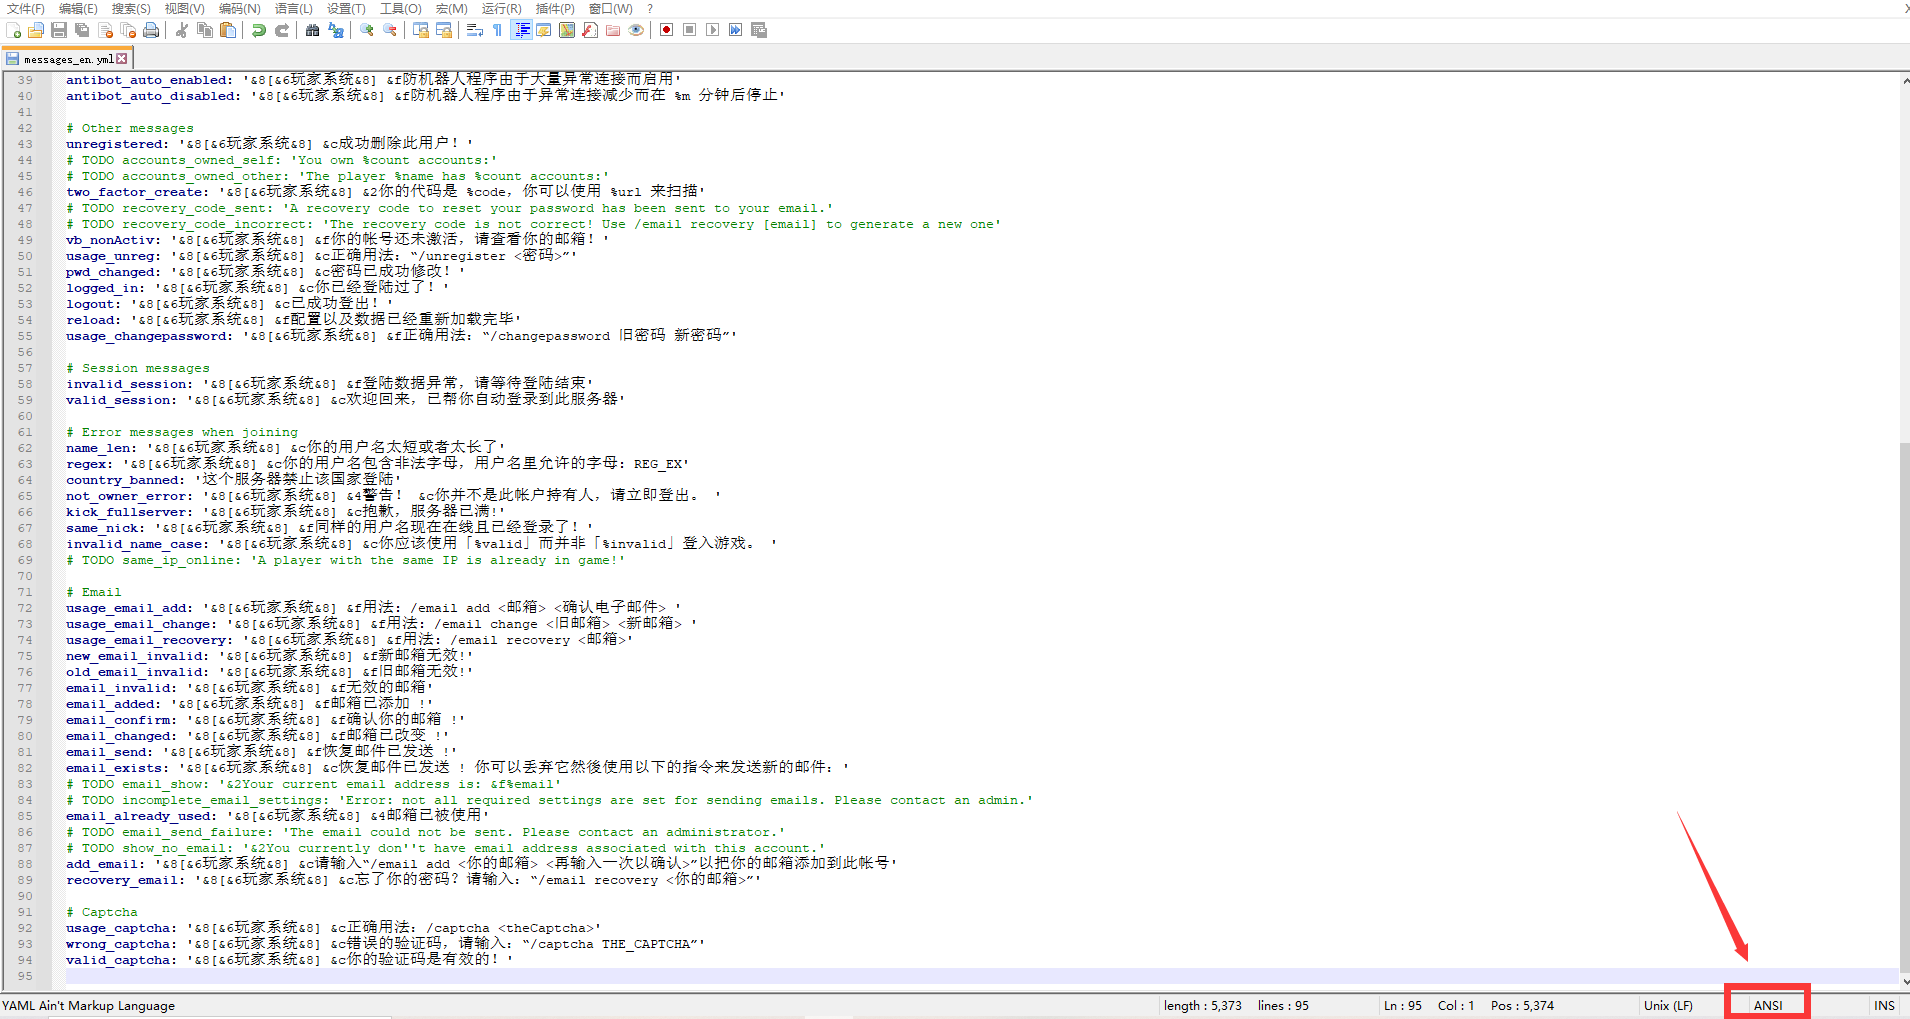 文件(F) 编辑(E) 搜索(S) 视图(V) 编码(N) 语言(L) 设置(T) 工具(O) 宏(M) 运行(R) 插件(P) 窗口(W) ? X
messages_en.yml
39 antibot_auto_enabled: '&8[&6玩家系统&8] &f防机器人程序由于大量异常连接而启用'
40 antibot_auto_disabled: '&8[&6玩家系统&8] &f防机器人程序由于异常连接减少而在 %m 分钟后停止'
41
42 # Other messages
43 unregistered: '&8[&6玩家系统&8] &c成功删除此用户！'
44 # TODO accounts_owned_self: 'You own %count accounts:'
45 # TODO accounts_owned_other: 'The player %name has %count accounts:'
46 two_factor_create: '&8[&6玩家系统&8] &2你的代码是 %code，你可以使用 %url 来扫描'
47 # TODO recovery_code_sent: 'A recovery code to reset your password has been sent to your email.'
48 # TODO recovery_code_incorrect: 'The recovery code is not correct! Use /email recovery [email] to generate a new one'
49 vb_nonActiv: '&8[&6玩家系统&8] &f你的帐号还未激活，请查看你的邮箱！'
50 usage_unreg: '&8[&6玩家系统&8] &c正确用法：“/unregister <密码>”'
51 pwd_changed: '&8[&6玩家系统&8] &c密码已成功修改！'
52 logged_in: '&8[&6玩家系统&8] &c你已经登陆过了！'
53 logout: '&8[&6玩家系统&8] &c已成功登出！'
54 reload: '&8[&6玩家系统&8] &f配置以及数据已经重新加载完毕'
55 usage_changepassword: '&8[&6玩家系统&8] &f正确用法：“/changepassword 旧密码 新密码”'
56
57 # Session messages
58 invalid_session: '&8[&6玩家系统&8] &f登陆数据异常，请等待登陆结束'
59 valid_session: '&8[&6玩家系统&8] &c欢迎回来，已帮你自动登录到此服务器'
60
61 # Error messages when joining
62 name_len: '&8[&6玩家系统&8] &c你的用户名太短或者太长了'
63 regex: '&8[&6玩家系统&8] &c你的用户名包含非法字母，用户名里允许的字母：REG_EX'
64 country_banned: '这个服务器禁止该国家登陆'
65 not_owner_error: '&8[&6玩家系统&8] &4警告！ &c你并不是此帐户持有人，请立即登出。 '
66 kick_fullserver: '&8[&6玩家系统&8] &c抱歉，服务器已满!'
67 same_nick: '&8[&6玩家系统&8] &f同样的用户名现在在线且已经登录了！'
68 invalid_name_case: '&8[&6玩家系统&8] &c你应该使用「%valid」而并非「%invalid」登入游戏。 '
69 # TODO same_ip_online: 'A player with the same IP is already in game!'
70
71 # Email
72 usage_email_add: '&8[&6玩家系统&8] &f用法：/email add <邮箱> <确认电子邮件> '
73 usage_email_change: '&8[&6玩家系统&8] &f用法：/email change <旧邮箱> <新邮箱> '
74 usage_email_recovery: '&8[&6玩家系统&8] &f用法：/email recovery <邮箱>'
75 new_email_invalid: '&8[&6玩家系统&8] &f新邮箱无效!'
76 old_email_invalid: '&8[&6玩家系统&8] &f旧邮箱无效!'
77 email_invalid: '&8[&6玩家系统&8] &f无效的邮箱'
78 email_added: '&8[&6玩家系统&8] &f邮箱已添加 !'
79 email_confirm: '&8[&6玩家系统&8] &f确认你的邮箱 !'
80 email_changed: '&8[&6玩家系统&8] &f邮箱已改变 !'
81 email_send: '&8[&6玩家系统&8] &f恢复邮件已发送 !'
82 email_exists: '&8[&6玩家系统&8] &c恢复邮件已发送 ! 你可以丢弃它然後使用以下的指令来发送新的邮件：'
83 # TODO email_show: '&2Your current email address is: &f%email'
84 # TODO incomplete_email_settings: 'Error: not all required settings are set for sending emails. Please contact an admin.'
85 email_already_used: '&8[&6玩家系统&8] &4邮箱已被使用'
86 # TODO email_send_failure: 'The email could not be sent. Please contact an administrator.'
87 # TODO show_no_email: '&2You currently don''t have email address associated with this account.'
88 add_email: '&8[&6玩家系统&8] &c请输入“/email add <你的邮箱> <再输入一次以确认>”以把你的邮箱添加到此帐号'
89 recovery_email: '&8[&6玩家系统&8] &c忘了你的密码？请输入：“/email recovery <你的邮箱>”'
90
91 # Captcha
92 usage_captcha: '&8[&6玩家系统&8] &c正确用法：/captcha <theCaptcha>'
93 wrong_captcha: '&8[&6玩家系统&8] &c错误的验证码，请输入：“/captcha THE_CAPTCHA”'
94 valid_captcha: '&8[&6玩家系统&8] &c你的验证码是有效的！'
95
YAML Ain't Markup Language length : 5,373 lines : 95 Ln : 95 Col : 1 Pos : 5,374 Unix (LF) ANSI INS